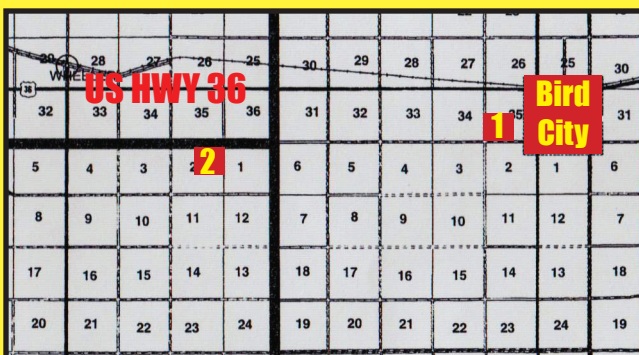 29 28 27 26 25 30 29 28 27 26 25 30
WHEEL
36
US HWY 36
Bird
City
32 33 34 35 36 31 32 33 34 35 31
1
2
5 4 3 1 6 5 4 3 2 1 6
8 9 10 11 12 7 8 9 10 11 12 7
17 16 15 14 13 18 17 16 15 14 13 18
20 21 22 23 24 19 20 21 22 23 24 19